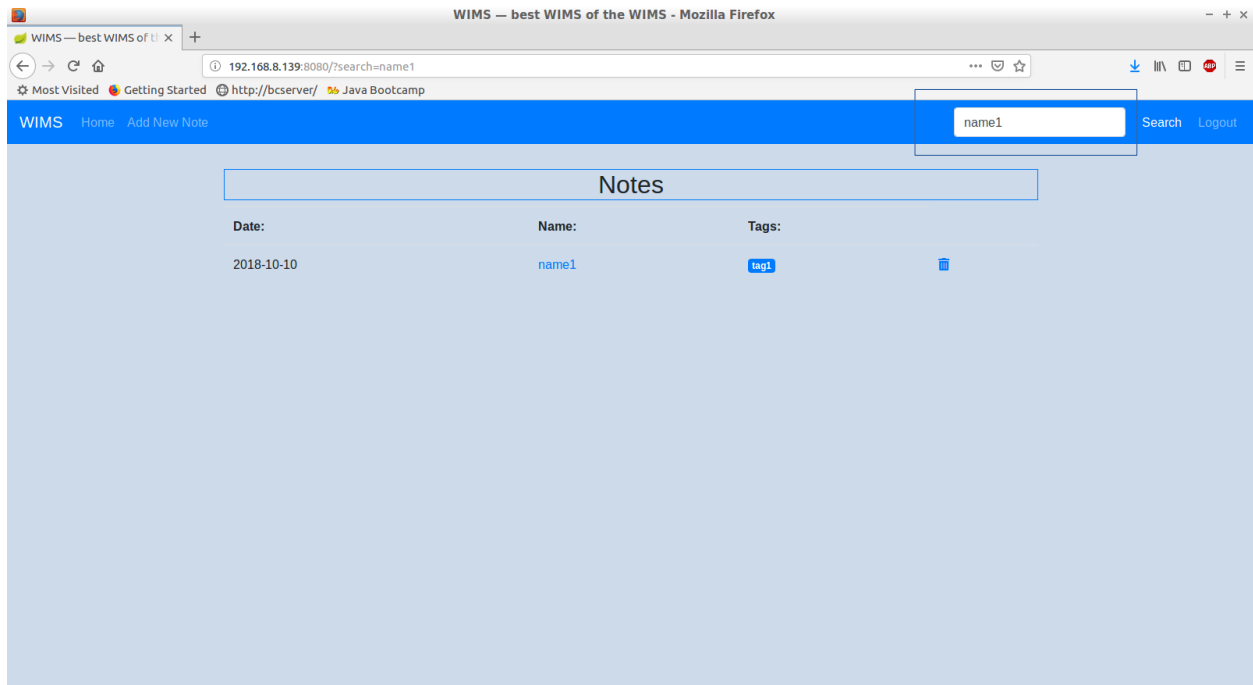 WIMS — best WIMS of the WIMS - Mozilla Firefox
WIMS — best WIMS of t
192.168.8.139:8080/?search=name1
Most Visited Getting Started http://bcserver/ Java Bootcamp
WIMS Home Add New Note name1 Search Logout
Notes
Date: Name: Tags:
2018-10-10 name1 tag1